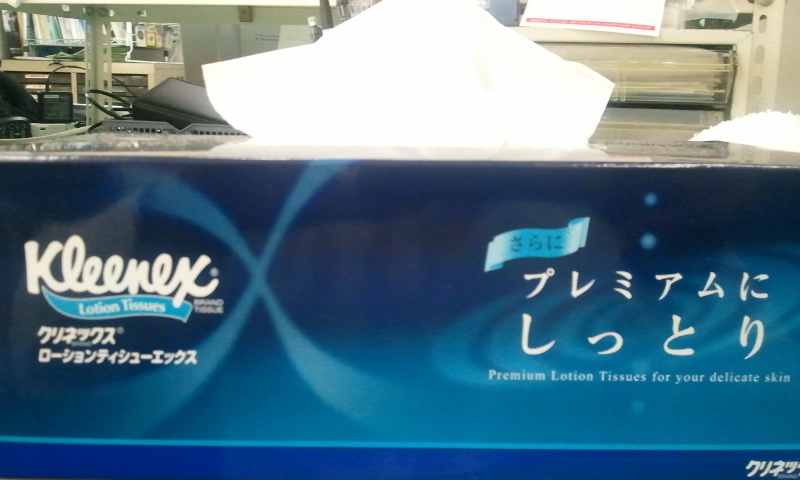 Kleenex®
Lotion Tissues
BRAND
TISSUE
クリネックス®
ローションティシューエックス
さらに
プレミアムに
しっとり
Premium Lotion Tissues for your delicate skin
クリネックス